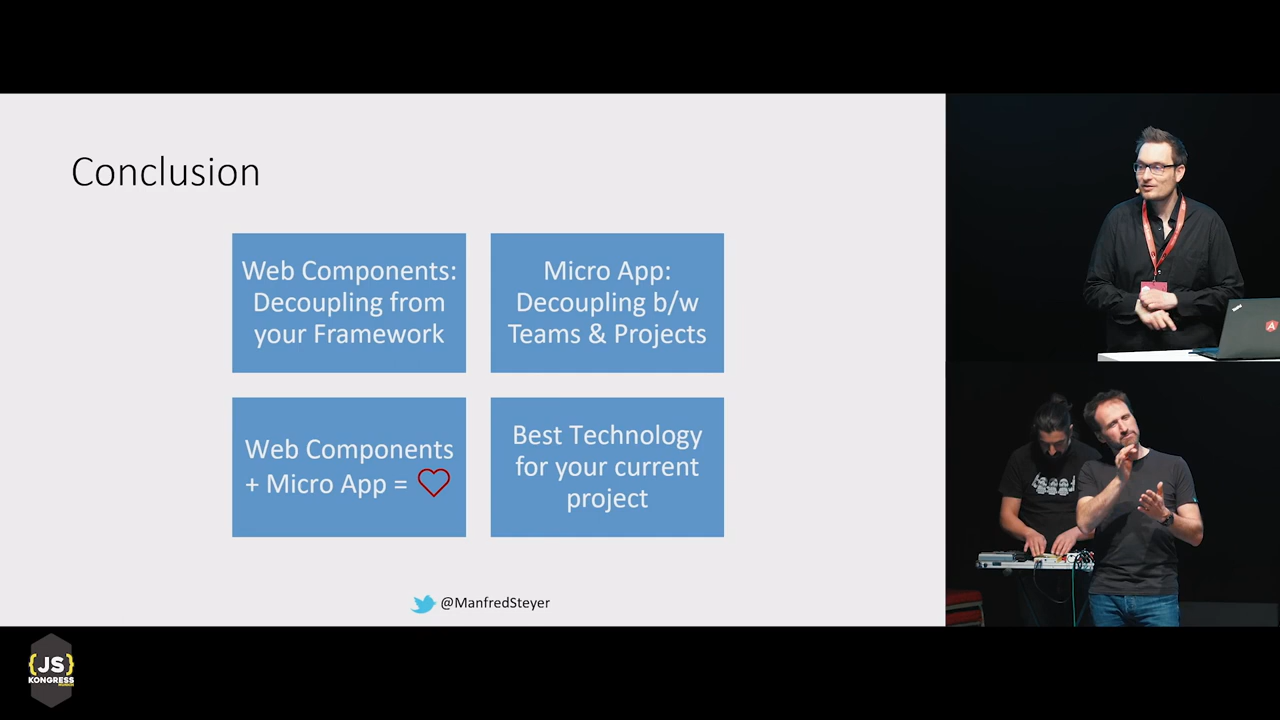 Conclusion
Web Components:
Decoupling from
your Framework
Micro App:
Decoupling b/w
Teams & Projects
Web Components
+ Micro App =
Best Technology
for your current
project
@ManfredSteyer
{JS}
KONGRESS